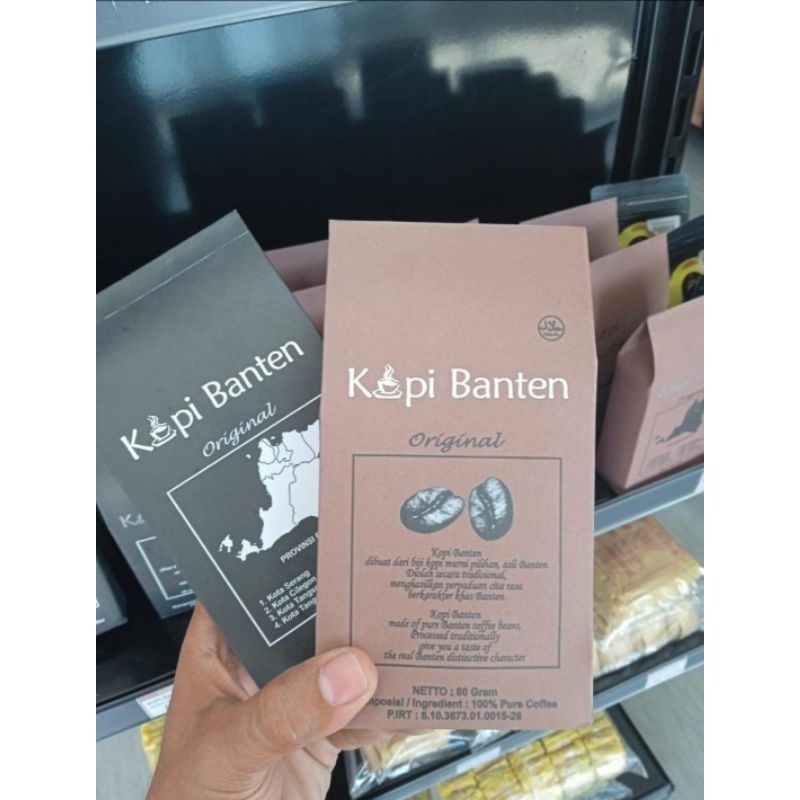 Kopi Banten
Original
PROVINSI
1. Kota Serang
2. Kota Cilegon
3. Kota Tangs
4. Kota Tang
Kopi Banten
Original
Kopi Banten
dibuat dari biji kopi murni pilihan, asli Banten
Diolah secara tradisional,
menghasilkan perpaduan cita rasa
berkarakter khas Banten
Kopi Banten
made of pure Banten coffee beans,
Processed traditionally
give you a taste of
the real Banten distinctive character
NETTO : 80 Gram
mposisi / Ingredient : 100% Pure Coffee
P.IRT : 8.10.3673.01.0015-26